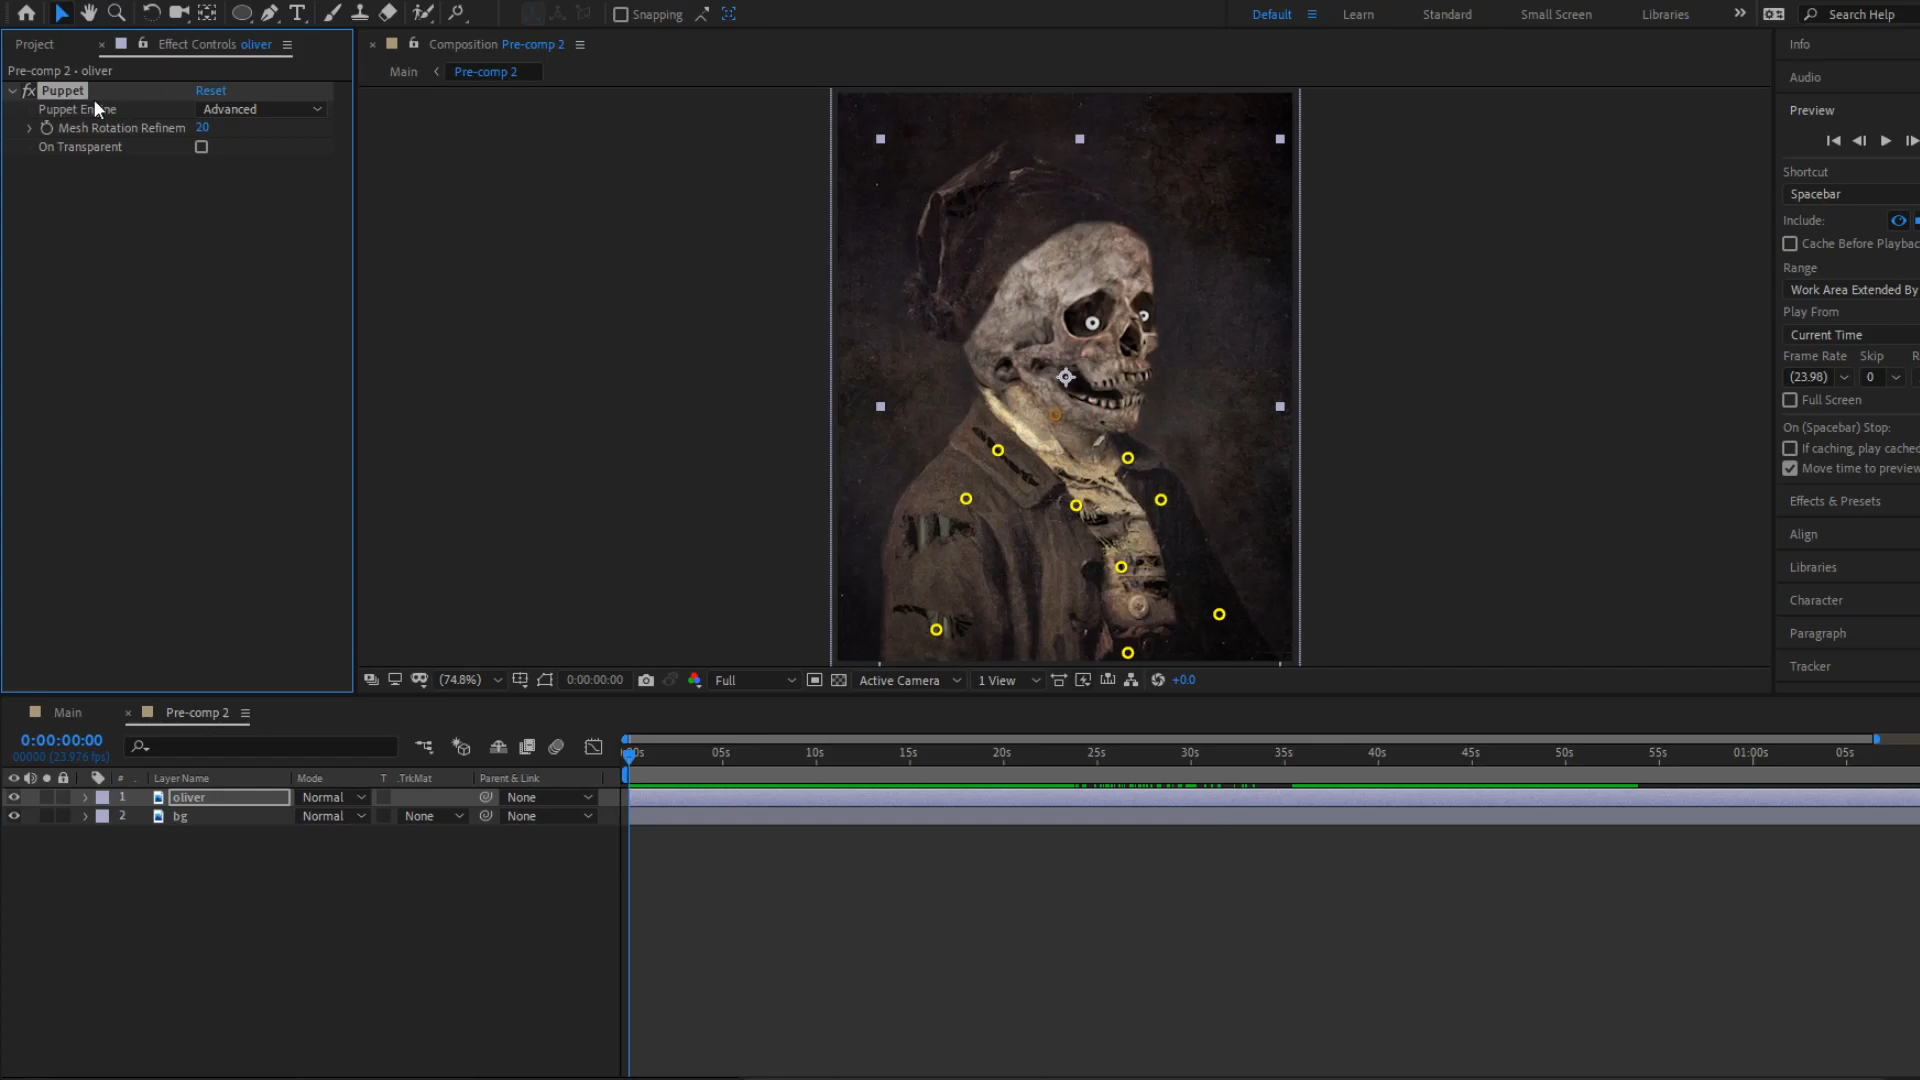 Snapping
Default
Learn
Standard
Small Screen
Libraries
Search Help
Project
Effect Controls oliver
Composition Pre-comp 2
Info
Pre-comp 2 • oliver
Main
Pre-comp 2
fx Puppet
Reset
Audio
Puppet Engine
Advanced
Mesh Rotation Refinem
20
Preview
On Transparent
Shortcut
Spacebar
Include:
Cache Before Playbac
Range
Work Area Extended By
Play From
Current Time
Frame Rate
Skip
(23.98)
0
Full Screen
On (Spacebar) Stop:
If caching, play cached
Move time to preview
Effects & Presets
Align
Libraries
Character
Paragraph
Tracker
(74.8%)
0:00:00:00
Full
Active Camera
1 View
+0.0
Main
Pre-comp 2
0:00:00:00
00000 (23.976 fps)
05s
10s
15s
20s
25s
30s
35s
40s
45s
50s
55s
01:00s
05s
#
Layer Name
Mode
T
.TrkMat
Parent & Link
1
oliver
Normal
None
2
bg
Normal
None
None